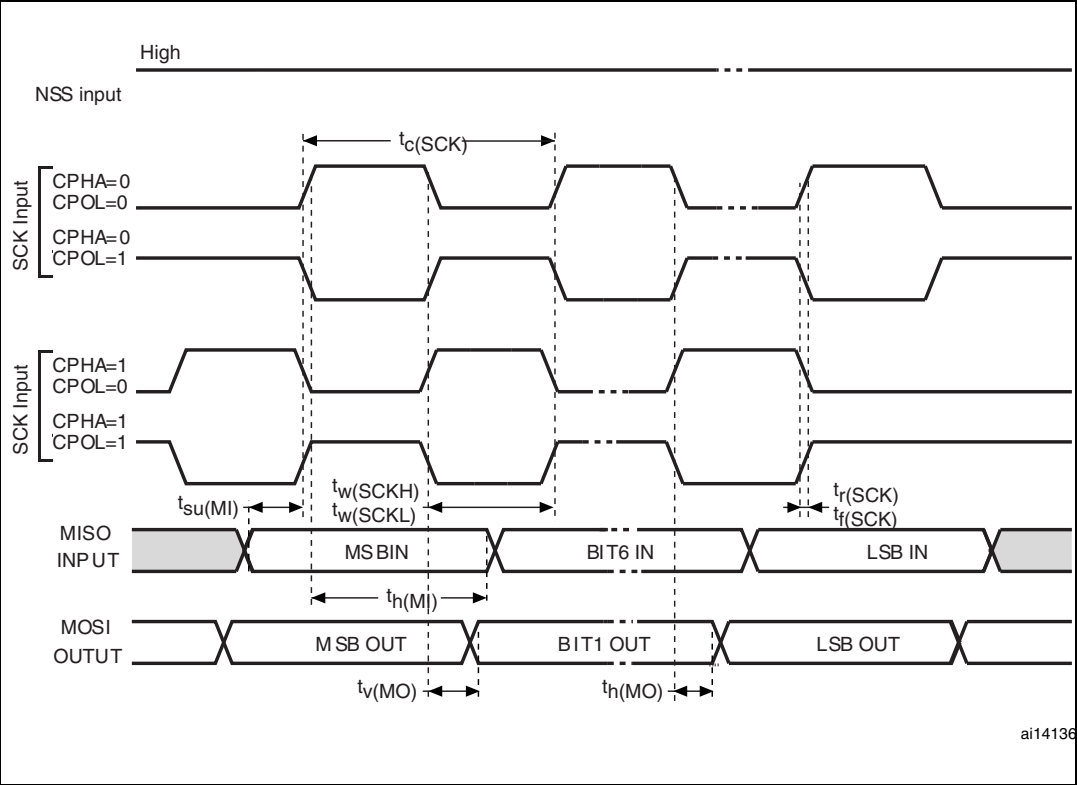 High
NSS input
tc(SCK)
SCK Input
CPHA=0
CPOL=0
CPHA=0
CPOL=1
SCK Input
CPHA=1
CPOL=0
CPHA=1
CPOL=1
tsu(MI)
tw(SCKH)
tw(SCKL)
tr(SCK)
tf(SCK)
MISO
INPUT
MSBIN
BIT6 IN
LSB IN
th(MI)
MOSI
OUTUT
MSB OUT
BIT1 OUT
LSB OUT
tv(MO)
th(MO)
ai14136